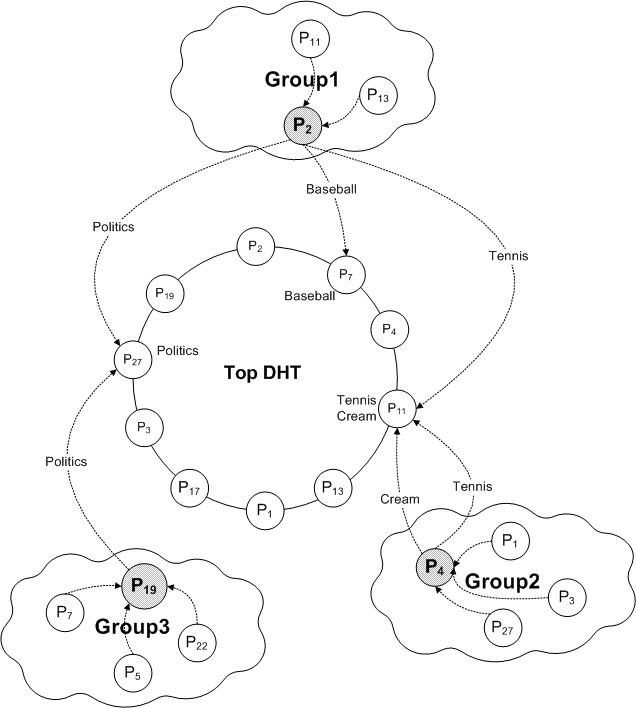 P11
Group1
P13
P2
Baseball
Politics
Tennis
P2
P7
Baseball
P19
P4
P27
Politics
Top DHT
Tennis
Cream
P11
P3
Politics
P17
P13
P1
Cream
Tennis
P1
P4
Group2
P3
P27
P19
P7
Group3
P22
P5